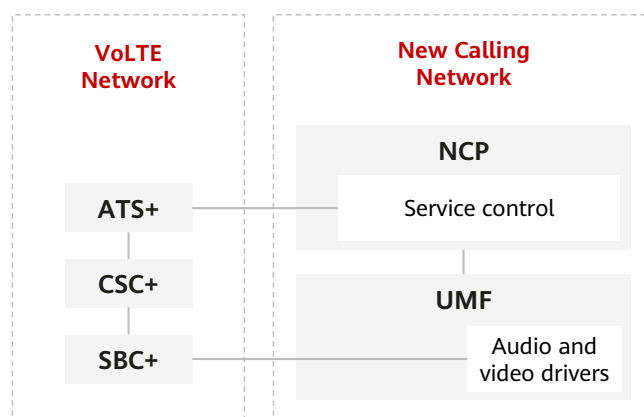 VoLTE
Network
New Calling
Network
NCP
ATS+
Service control
CSC+
UMF
SBC+
Audio and
video drivers